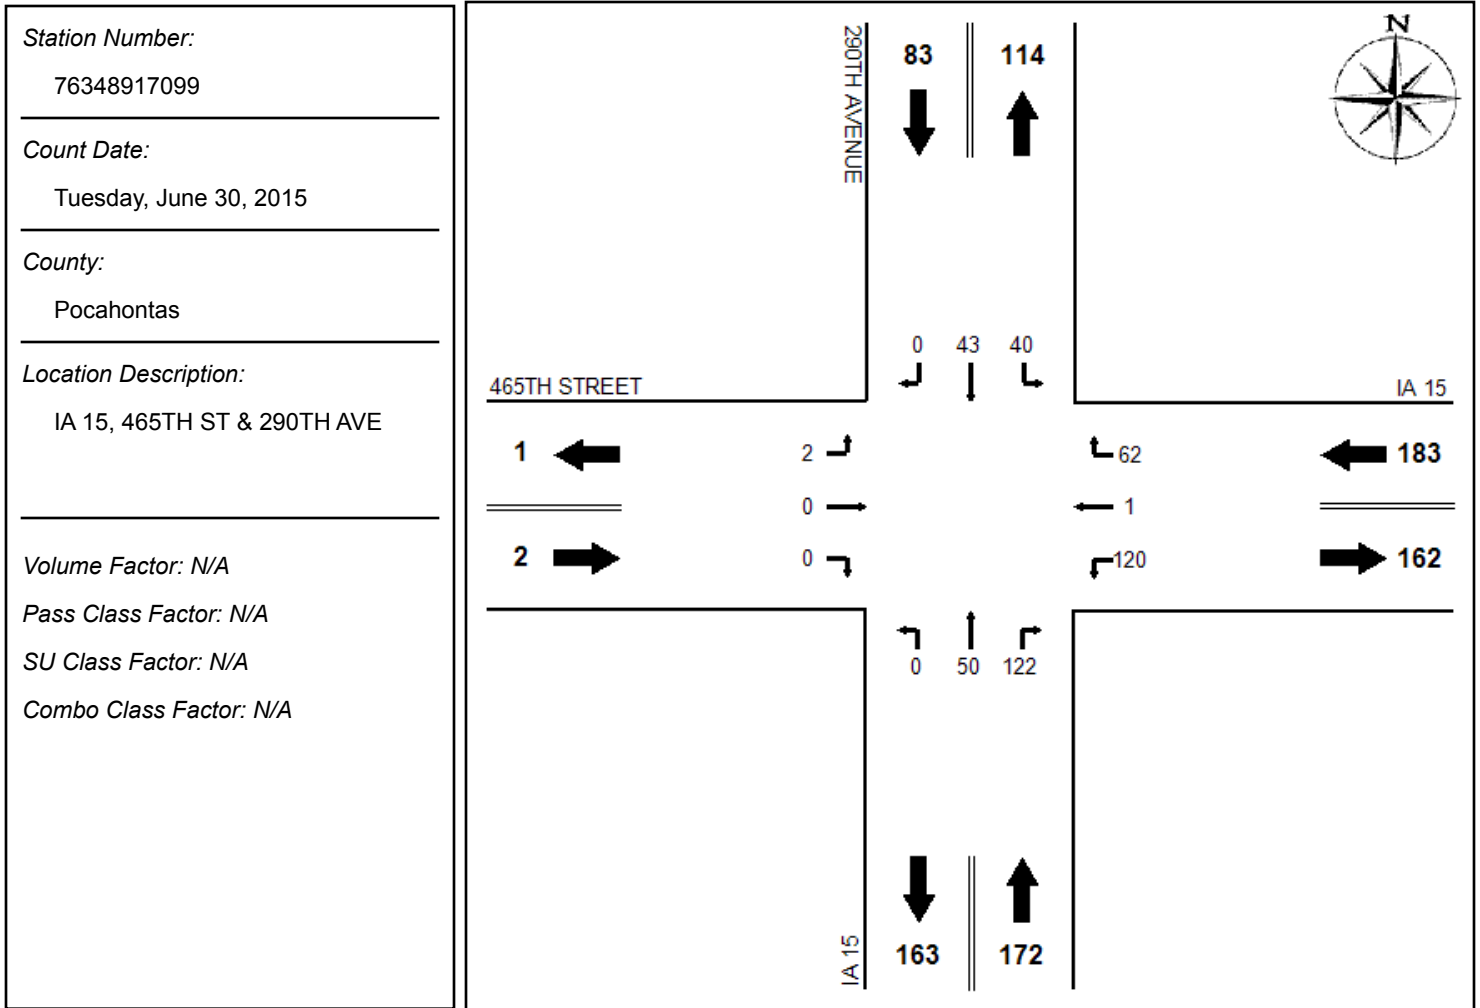 Station Number:
76348917099
Count Date:
Tuesday, June 30, 2015
County:
Pocahontas
Location Description:
IA 15, 465TH ST & 290TH AVE
Volume Factor: N/A
Pass Class Factor: N/A
SU Class Factor: N/A
Combo Class Factor: N/A
N
290TH AVENUE
83 114
0 43 40
465TH STREET
IA 15
1 2 62 183
0 1
2 0 120 162
0 50 122
IA 15
163 172